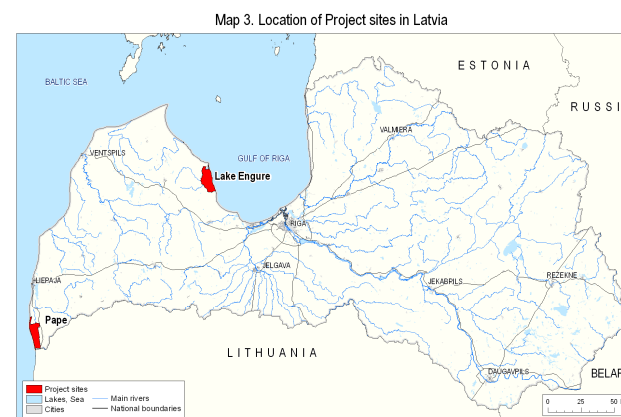 Map 3. Location of Project sites in Latvia
ESTONIA
BALTIC SEA
RUSSI
VALMIERA
VENTSPILS
GULF OF RIGA
Lake Engure
RIGA
JELGAVA
LIEPAJA
JEKABPILS
REZEKNE
Pape
LITHUANIA
DAUGAVPILS
BELAR
Project sites
Lakes, Sea
Cities
Main rivers
National boundaries
0 25 50